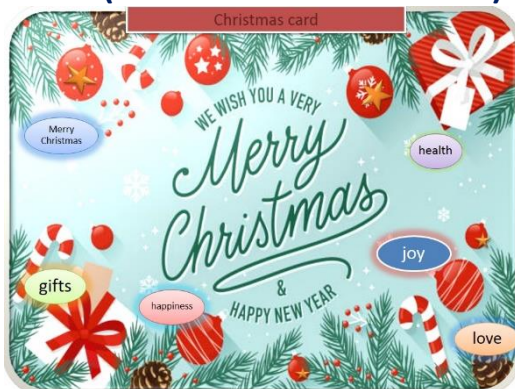 Christmas card
WE WISH YOU A VERY
Merry
Christmas
&
HAPPY NEW YEAR
Merry
Christmas
health
joy
gifts
happiness
love